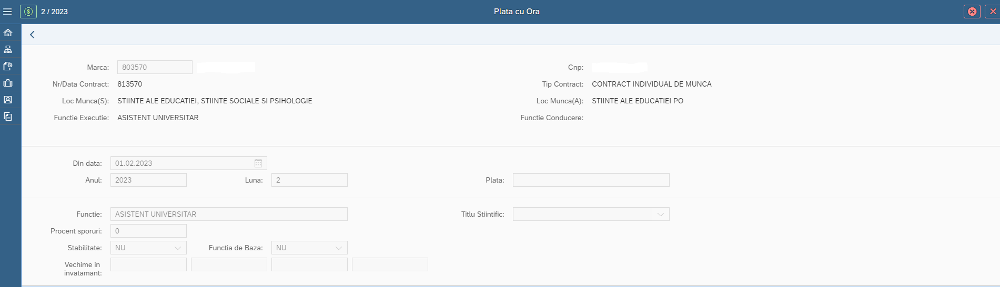 2 / 2023 Plata cu Ora
Marca: 803570 Cnp:
Nr/Data Contract: 813570 Tip Contract: CONTRACT INDIVIDUAL DE MUNCA
Loc Munca(S): STIINTE ALE EDUCATIEI, STIINTE SOCIALE SI PSIHOLOGIE Loc Munca(A): STIINTE ALE EDUCATIEI PO
Functie Executie: ASISTENT UNIVERSITAR Functie Conducere:
Din data: 01.02.2023
Anul: 2023 Luna: 2 Plata:
Functie: ASISTENT UNIVERSITAR Titlu Stiintific:
Procent sporuri: 0
Stabilitate: NU Functia de Baza: NU
Vechime in
invatamant: